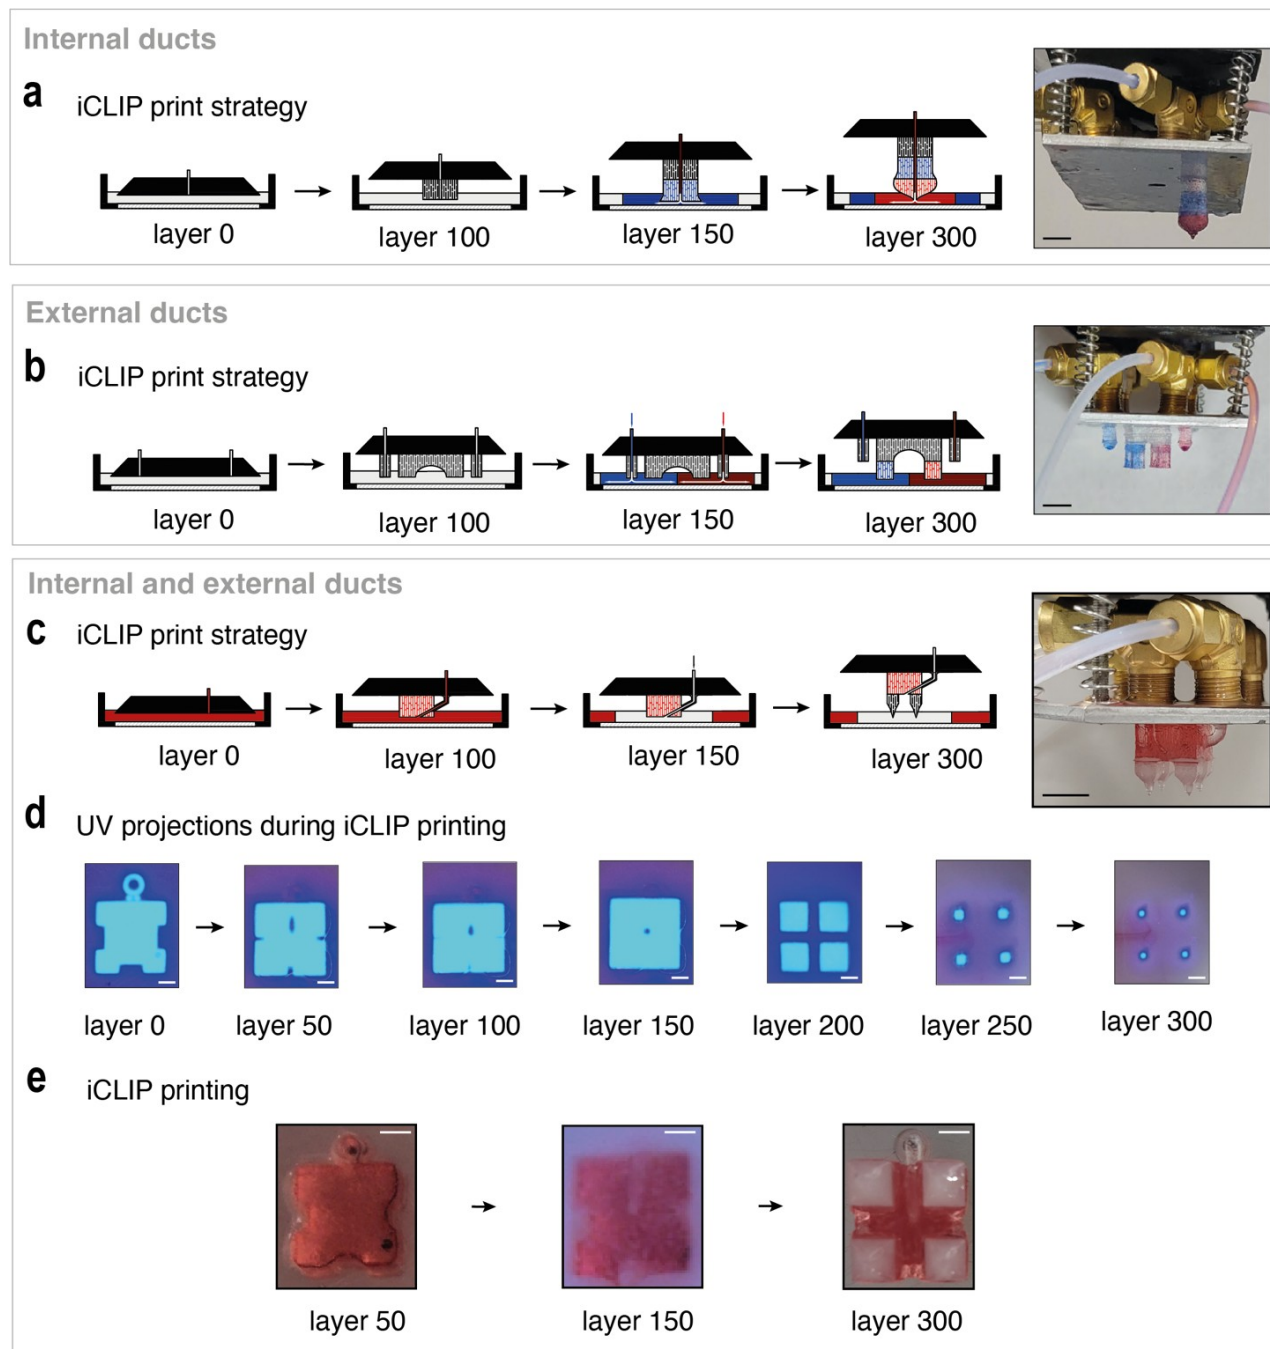 Internal ducts
a
iCLIP print strategy
layer 0
layer 100
layer 150
layer 300
External ducts
b
iCLIP print strategy
layer 0
layer 100
layer 150
layer 300
Internal and external ducts
c
iCLIP print strategy
layer 0
layer 100
layer 150
layer 300
d
UV projections during iCLIP printing
layer 0
layer 50
layer 100
layer 150
layer 200
layer 250
layer 300
e
iCLIP printing
layer 50
layer 150
layer 300